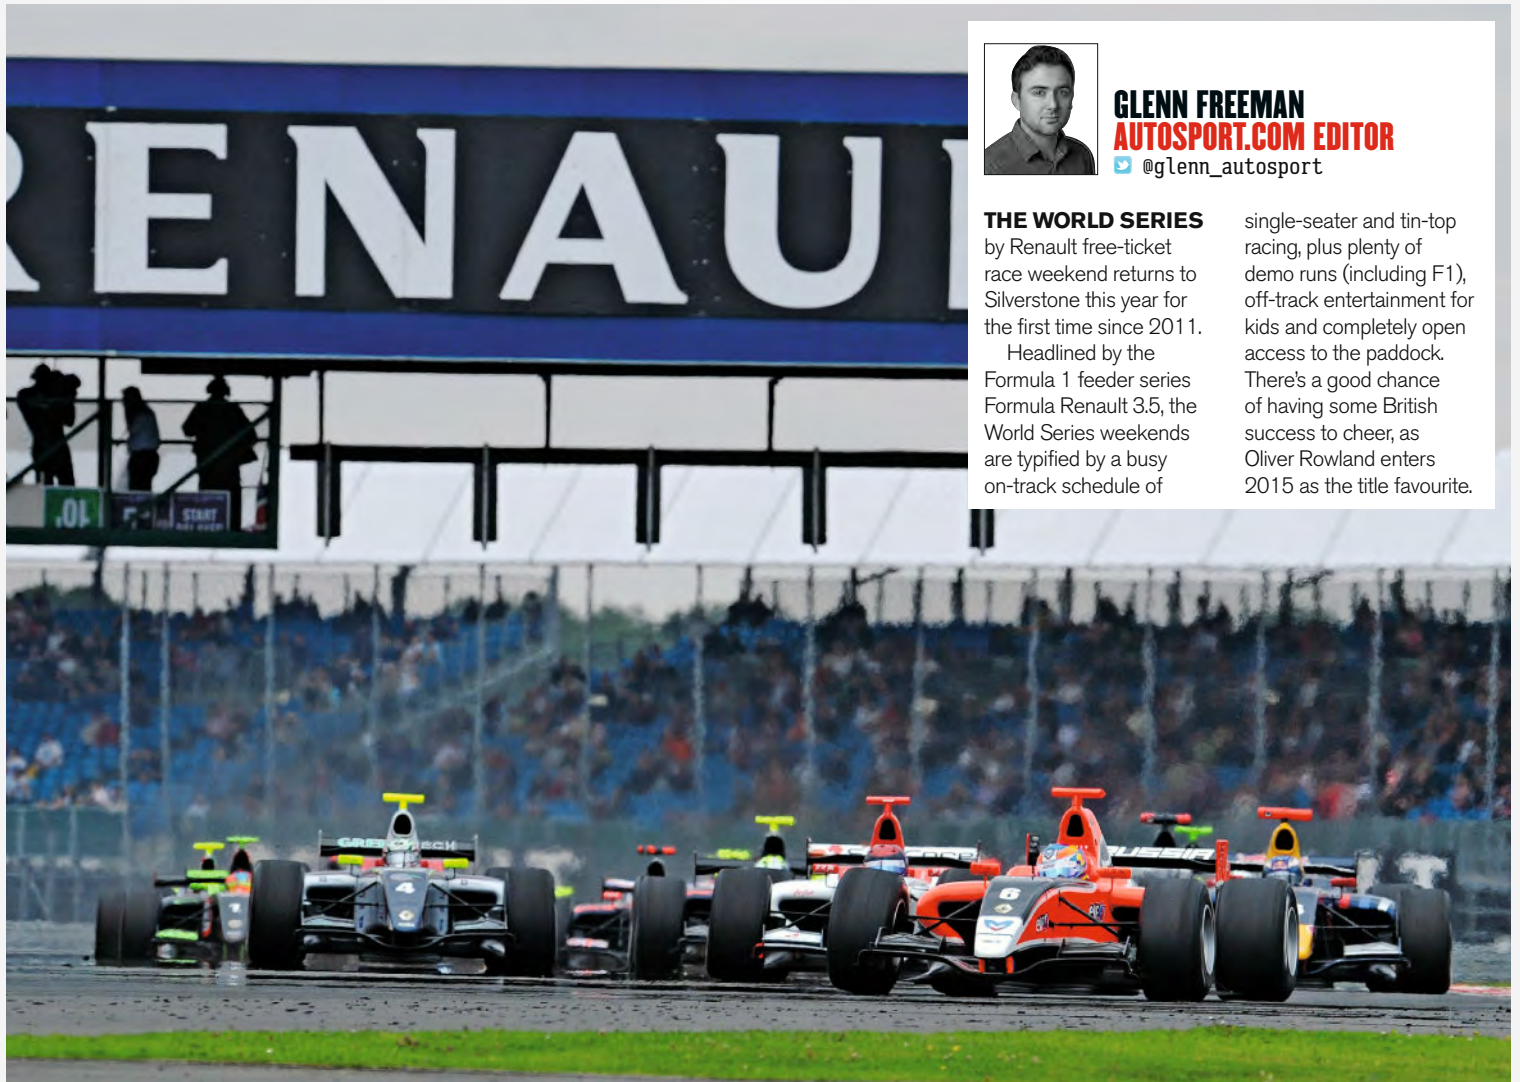 RENAU
GLENN FREEMAN
AUTOSPORT.COM EDITOR
@glenn_autosport
THE WORLD SERIES
by Renault free-ticket
race weekend returns to
Silverstone this year for
the first time since 2011.
Headlined by the
Formula 1 feeder series
Formula Renault 3.5, the
World Series weekends
are typified by a busy
on-track schedule of
single-seater and tin-top
racing, plus plenty of
demo runs (including F1),
off-track entertainment for
kids and completely open
access to the paddock.
There's a good chance
of having some British
success to cheer, as
Oliver Rowland enters
2015 as the title favourite.
START
4
6
RUSSIA